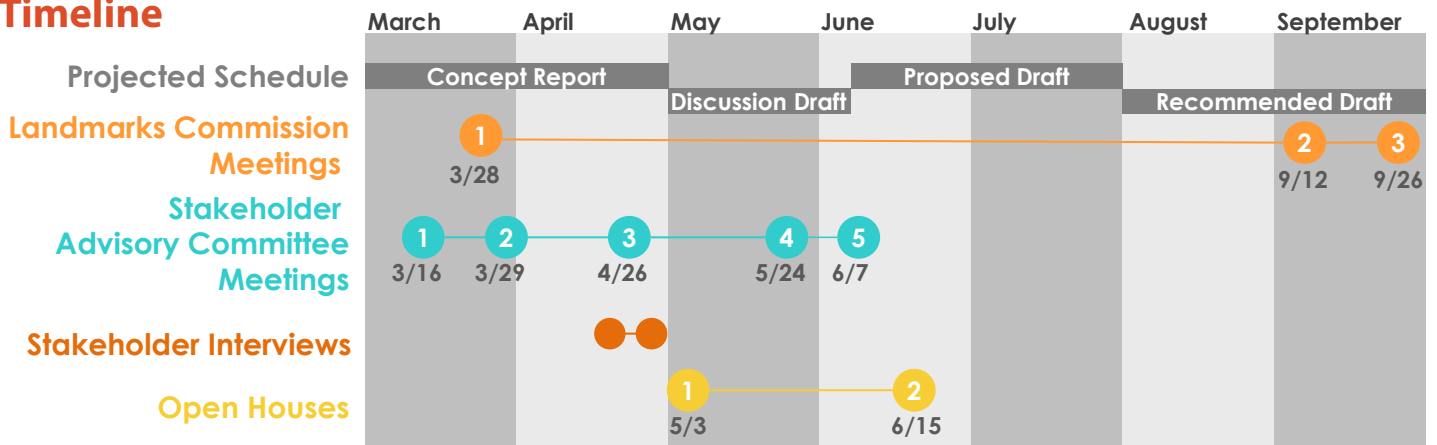 Timeline
March April May June July August September
Projected Schedule
Concept Report Proposed Draft
Discussion Draft Recommended Draft
Landmarks Commission
Meetings
1 2 3
3/28 9/12 9/26
Stakeholder
Advisory Committee
Meetings
1 2 3 4 5
3/16 3/29 4/26 5/24 6/7
Stakeholder Interviews
Open Houses
1 2
5/3 6/15